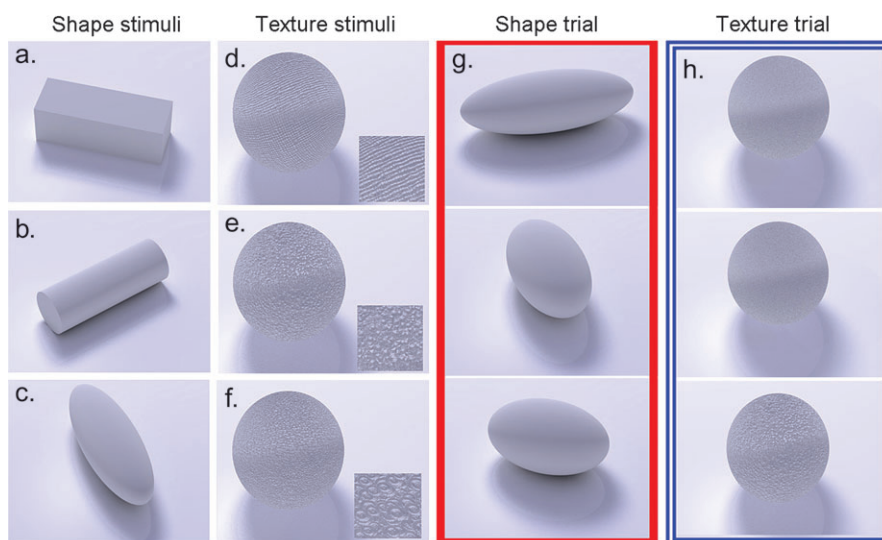 Shape stimuli
Texture stimuli
Shape trial
Texture trial
a.
d.
g.
h.
b.
e.
c.
f.